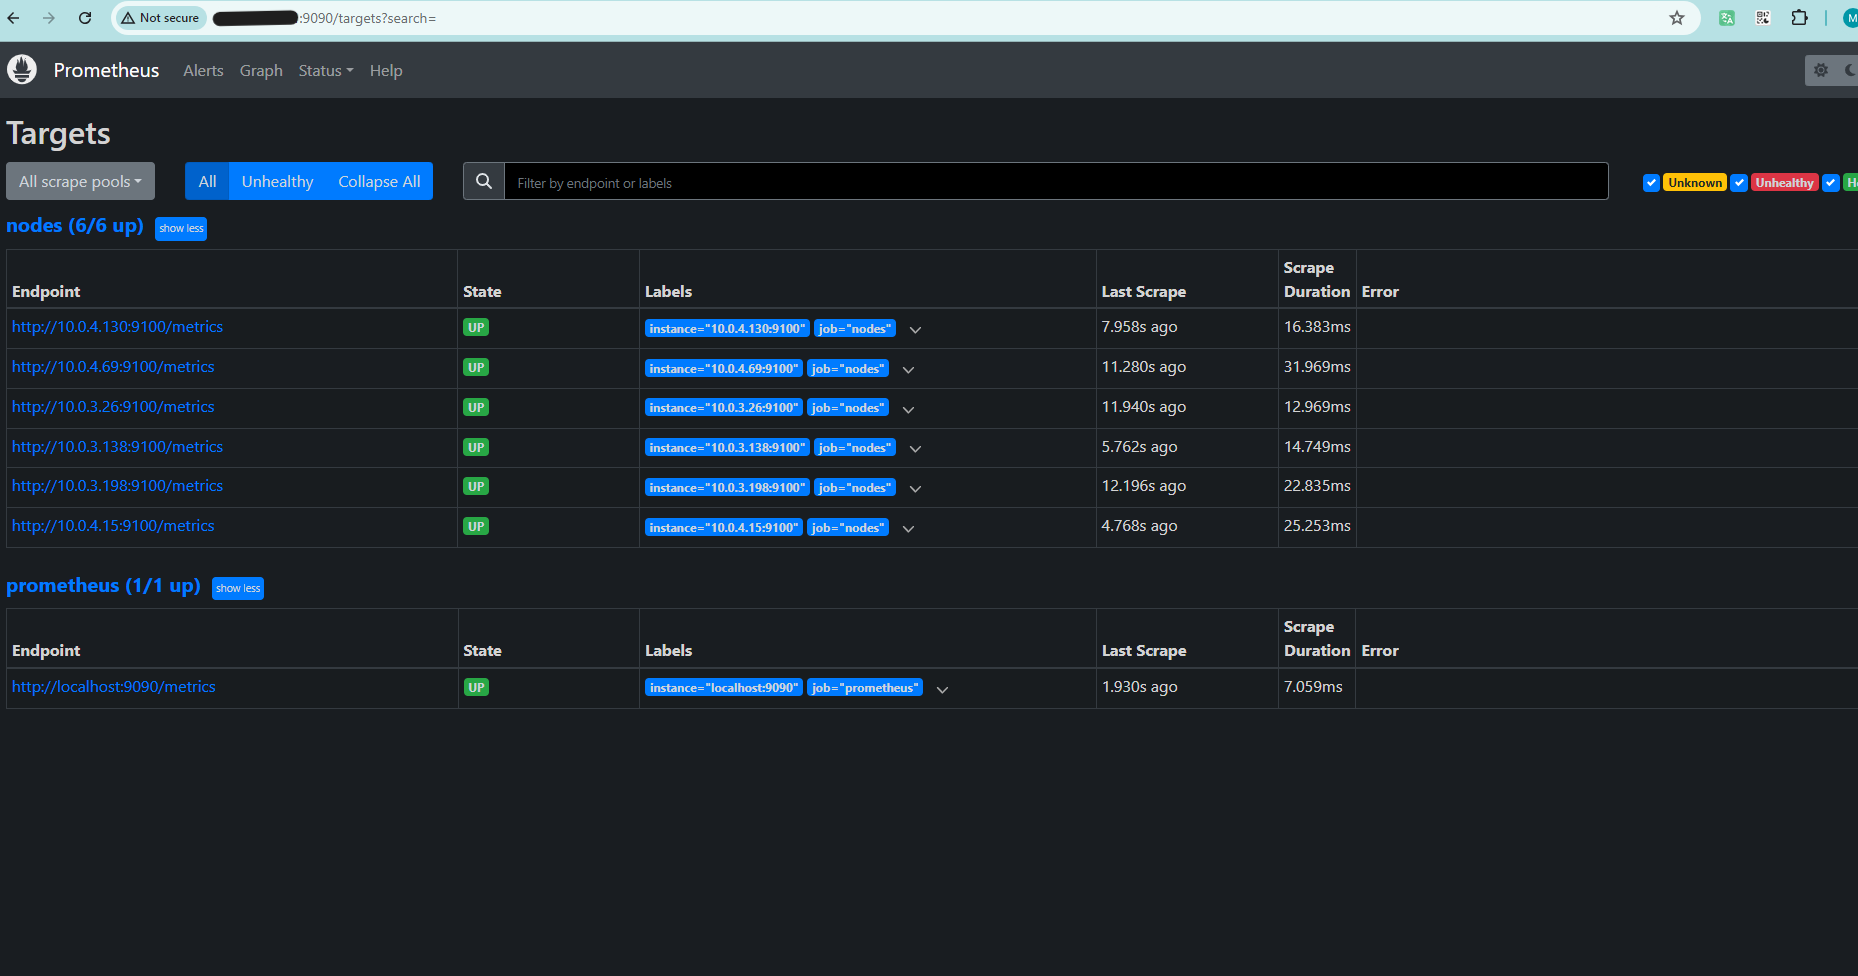 Not secure :9090/targets?search=
Prometheus Alerts Graph Status Help
Targets
All scrape pools All Unhealthy Collapse All Filter by endpoint or labels Unknown Unhealthy
nodes (6/6 up) show less
Endpoint State Labels Last Scrape Scrape Duration Error
http://10.0.4.130:9100/metrics UP instance="10.0.4.130:9100" job="nodes" 7.958s ago 16.383ms
http://10.0.4.69:9100/metrics UP instance="10.0.4.69:9100" job="nodes" 11.280s ago 31.969ms
http://10.0.3.26:9100/metrics UP instance="10.0.3.26:9100" job="nodes" 11.940s ago 12.969ms
http://10.0.3.138:9100/metrics UP instance="10.0.3.138:9100" job="nodes" 5.762s ago 14.749ms
http://10.0.3.198:9100/metrics UP instance="10.0.3.198:9100" job="nodes" 12.196s ago 22.835ms
http://10.0.4.15:9100/metrics UP instance="10.0.4.15:9100" job="nodes" 4.768s ago 25.253ms
prometheus (1/1 up) show less
Endpoint State Labels Last Scrape Scrape Duration Error
http://localhost:9090/metrics UP instance="localhost:9090" job="prometheus" 1.930s ago 7.059ms